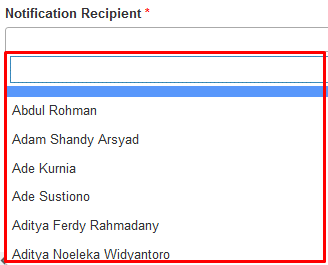 Notification Recipient *
Abdul Rohman
Adam Shandy Arsyad
Ade Kurnia
Ade Sustiono
Aditya Ferdy Rahmadany
Aditya Noeleka Widyantoro